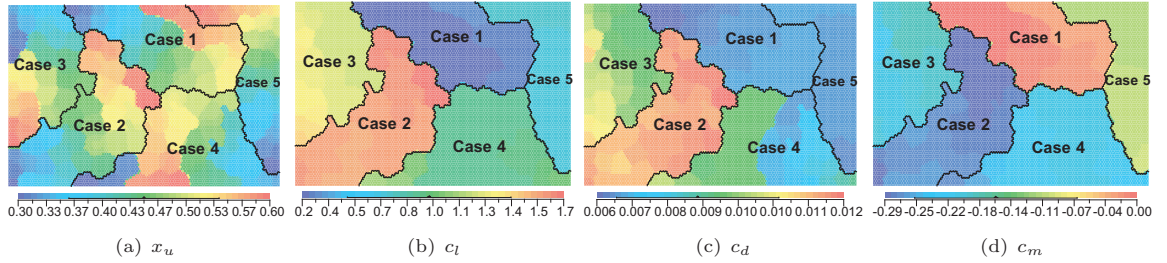 Case 1
Case 3
Case 5
Case 2
Case 4
0.30 0.33 0.37 0.40 0.43 0.47 0.50 0.53 0.57 0.60
(a) x_u
Case 1
Case 3
Case 5
Case 2
Case 4
0.2 0.4 0.5 0.7 0.8 1.0 1.1 1.3 1.4 1.5 1.7
(b) c_l
Case 1
Case 3
Case 5
Case 2
Case 4
0.006 0.007 0.008 0.009 0.010 0.010 0.011 0.012
(c) c_d
Case 1
Case 3
Case 5
Case 2
Case 4
-0.29 -0.25 -0.22 -0.18 -0.14 -0.11 -0.07 -0.04 0.00
(d) c_m